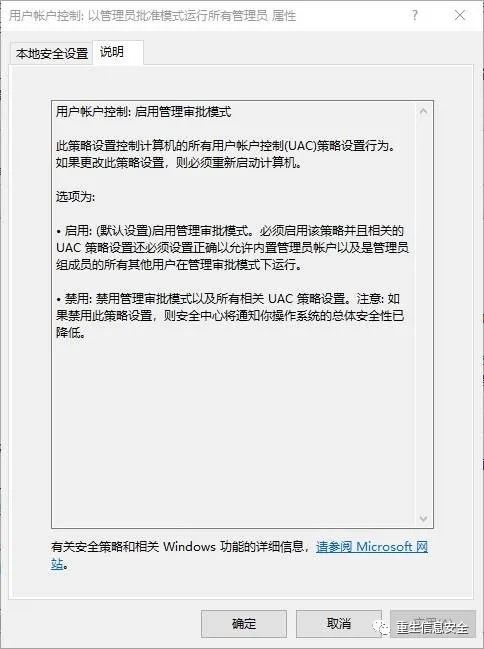 用户帐户控制: 以管理员批准模式运行所有管理员 属性
本地安全设置 说明
用户帐户控制: 启用管理审批模式
此策略设置控制计算机的所有用户帐户控制(UAC)策略设置行为。
如果更改此策略设置，则必须重新启动计算机。
选项为:
• 启用: (默认设置)启用管理审批模式。必须启用该策略并且相关的
UAC 策略设置还必须设置正确以允许内置管理员帐户以及是管理员
组成员的所有其他用户在管理审批模式下运行。
• 禁用: 禁用管理审批模式以及所有相关 UAC 策略设置。注意: 如
果禁用此策略设置，则安全中心将通知你操作系统的总体安全性已
降低。
有关安全策略和相关 Windows 功能的详细信息，请参阅 Microsoft 网
站。
确定 取消
重生信息安全